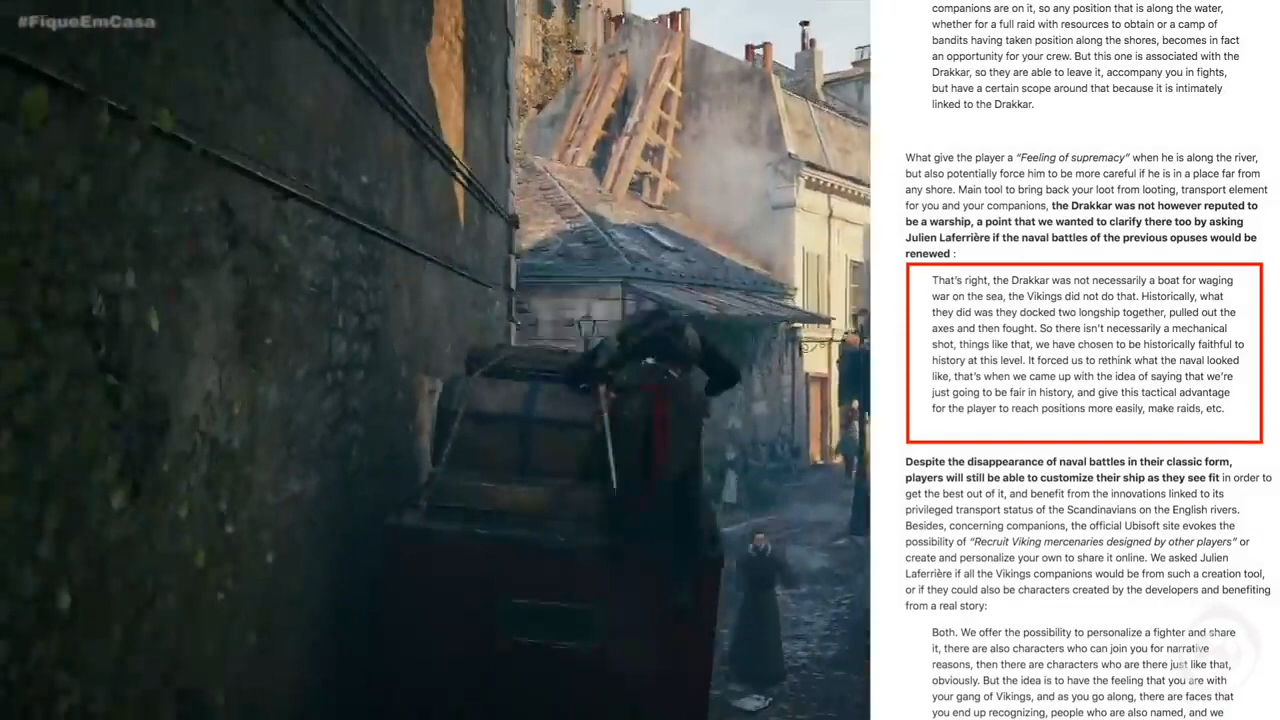 #FiqueEmCasa
companions are on it, so any position that is along the water,
whether for a full raid with resources to obtain or a camp of
bandits having taken position along the shores, becomes in fact
an opportunity for your crew. But this one is associated with the
Drakkar, so they are able to leave it, accompany you in fights,
but have a certain scope around that because it is intimately
linked to the Drakkar.
What give the player a “Feeling of supremacy” when he is along the river,
but also potentially force him to be more careful if he is in a place far from
any shore. Main tool to bring back your loot from looting, transport element
for you and your companions, the Drakkar was not however reputed to
be a warship, a point that we wanted to clarify there too by asking
Julien Laferrière if the naval battles of the previous opuses would be
renewed :
That’s right, the Drakkar was not necessarily a boat for waging
war on the sea, the Vikings did not do that. Historically, what
they did was they docked two longship together, pulled out the
axes and then fought. So there isn’t necessarily a mechanical
shot, things like that, we have chosen to be historically faithful to
history at this level. It forced us to rethink what the naval looked
like, that’s when we came up with the idea of saying that we’re
just going to be fair in history, and give this tactical advantage
for the player to reach positions more easily, make raids, etc.
Despite the disappearance of naval battles in their classic form,
players will still be able to customize their ship as they see fit in order to
get the best out of it, and benefit from the innovations linked to its
privileged transport status of the Scandinavians on the English rivers.
Besides, concerning companions, the official Ubisoft site evokes the
possibility of “Recruit Viking mercenaries designed by other players” or
create and personalize your own to share it online. We asked Julien
Laferrière if all the Vikings companions would be from such a creation tool,
or if they could also be characters created by the developers and benefiting
from a real story:
Both. We offer the possibility to personalize a fighter and share
it, there are also characters who can join you for narrative
reasons, then there are characters who are there just like that,
obviously. But the idea is to have the feeling that you are with
your gang of Vikings, and as you go along, there are faces that
you end up recognizing, people who are also named, and we